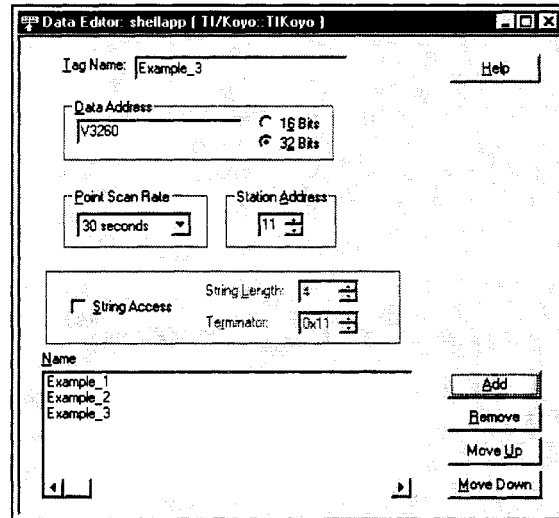 Data Editor: shellapp ( TI/Koyo::TIKoyo )
Tag Name: Example_3
Help
Data Address
V3260
16 Bits
32 Bits
Point Scan Rate
30 seconds
Station Address
11
String Access
String Length: 4
Terminator: 0x11
Name
Example_1
Example_2
Example_3
Add
Remove
Move Up
Move Down